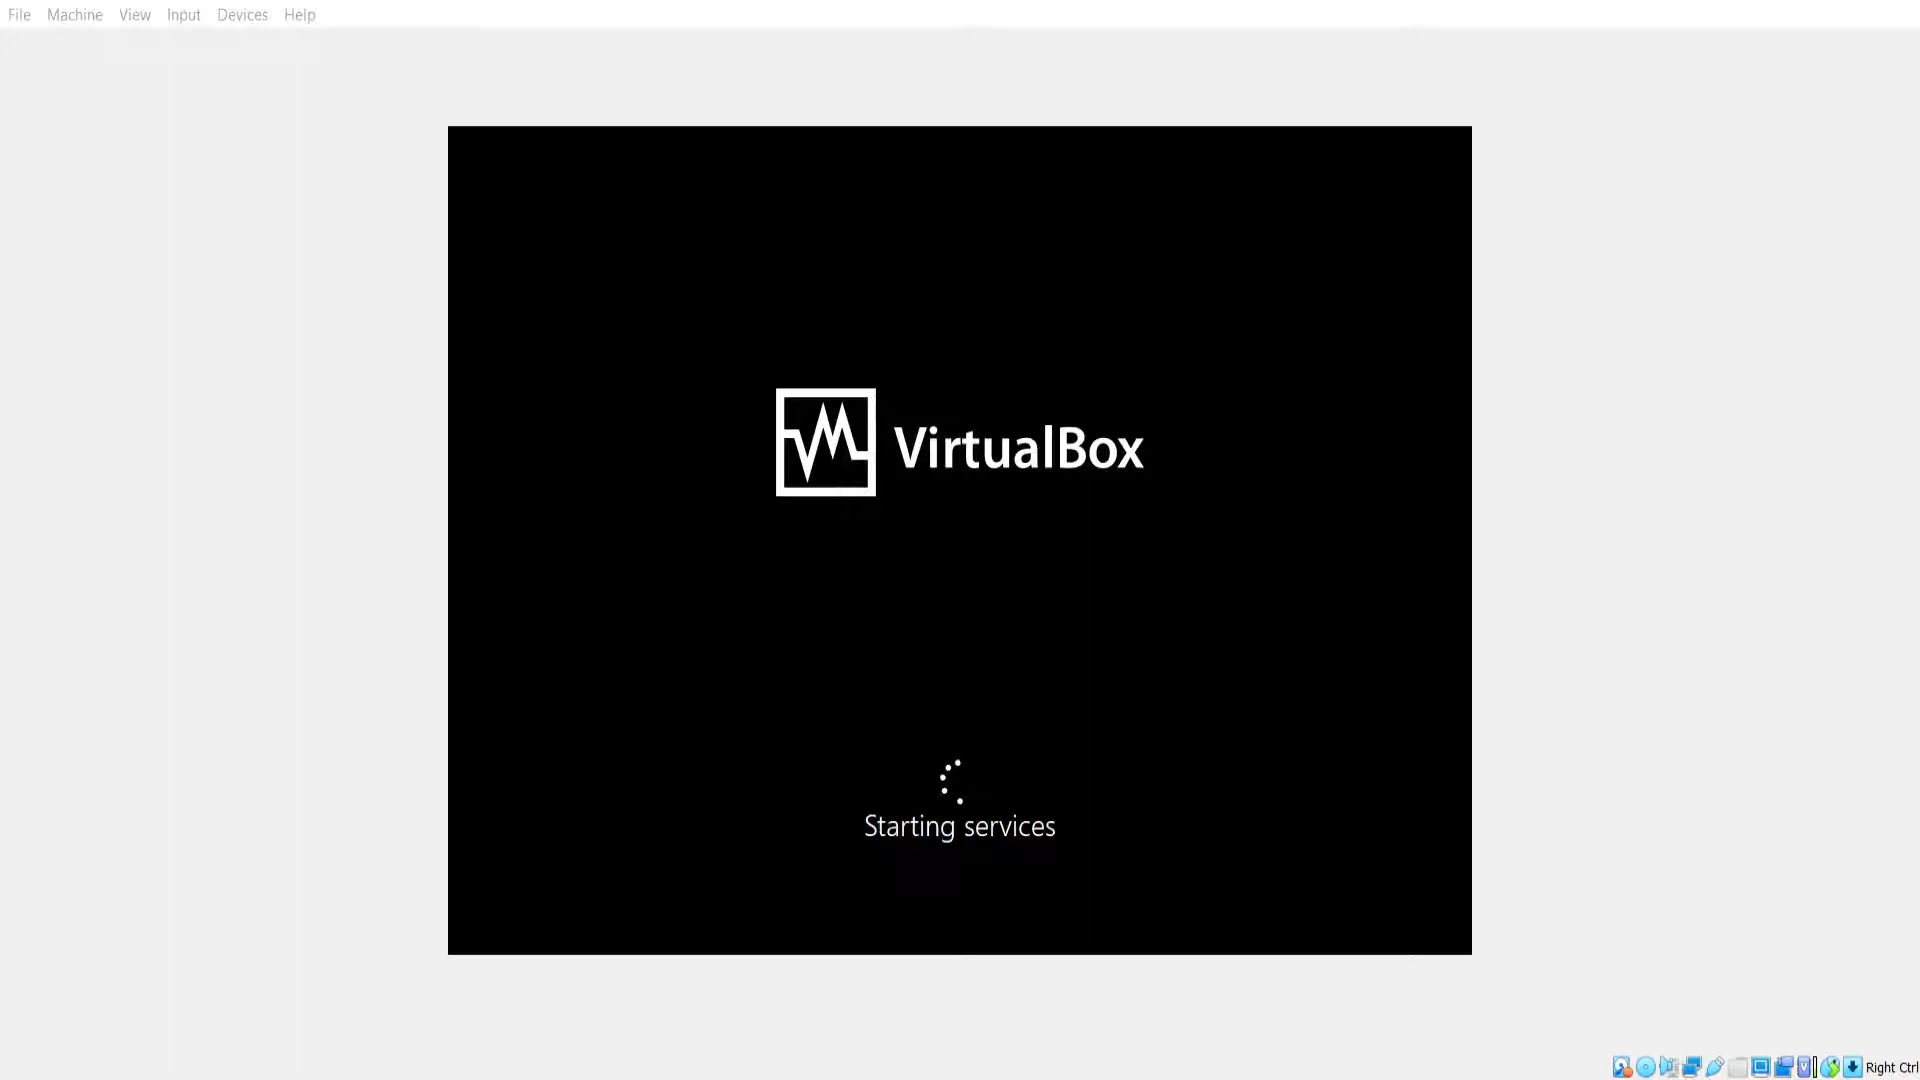 File Machine View Input Devices Help
VirtualBox
Starting services
Right Ctrl